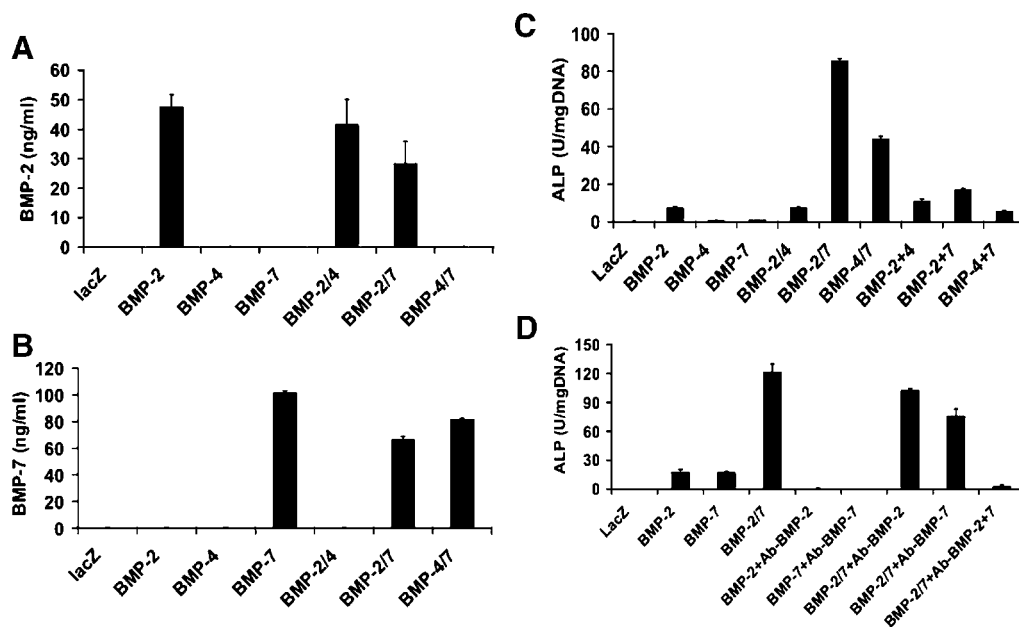 A
BMP-2 (ng/ml)
60
50
40
30
20
10
0
lacZ
BMP-2
BMP-4
BMP-7
BMP-2/4
BMP-2/7
BMP-4/7
B
BMP-7 (ng/ml)
120
100
80
60
40
20
0
lacZ
BMP-2
BMP-4
BMP-7
BMP-2/4
BMP-2/7
BMP-4/7
C
ALP (U/mgDNA)
100
80
60
40
20
0
LacZ
BMP-2
BMP-4
BMP-7
BMP-2/4
BMP-2/7
BMP-4/7
BMP-2+4
BMP-2+7
BMP-4+7
D
ALP (U/mgDNA)
150
120
90
60
30
0
LacZ
BMP-2
BMP-7
BMP-2/7
BMP-2+Ab-BMP-2
BMP-7+Ab-BMP-7
BMP-2/7+Ab-BMP-2
BMP-2/7+Ab-BMP-7
BMP-2/7+Ab-BMP-2+7